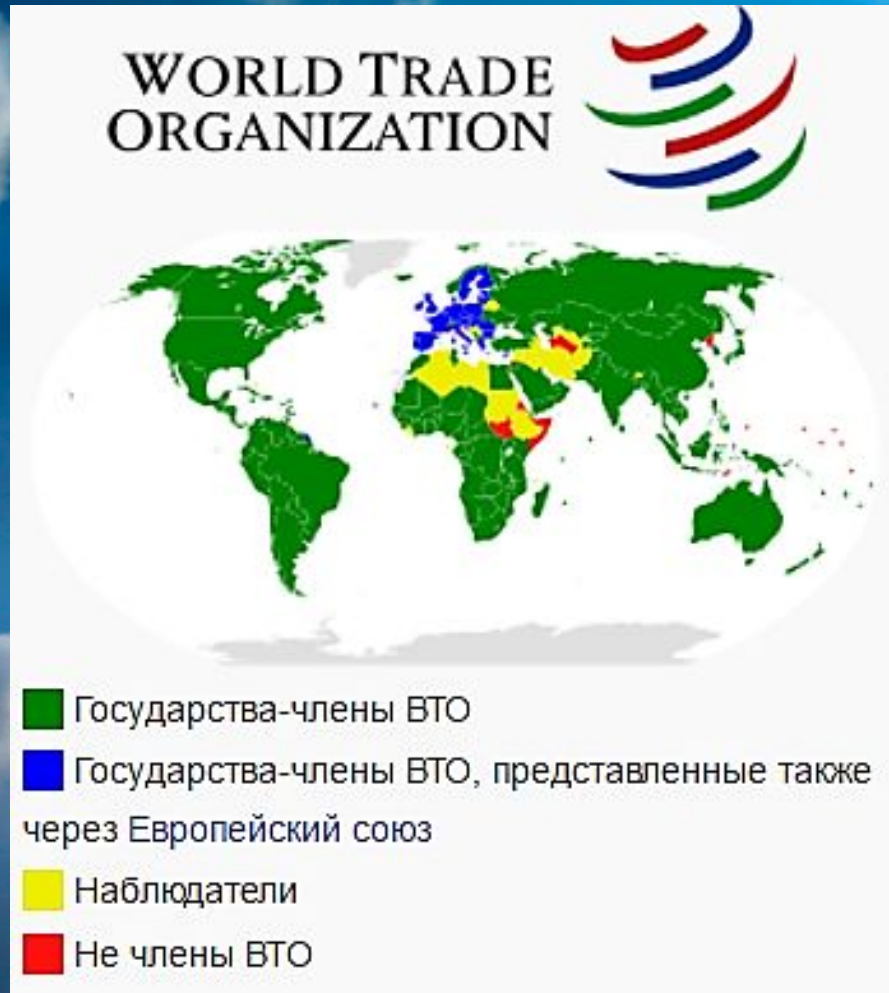 WORLD TRADE
ORGANIZATION
Государства-члены ВТО
Государства-члены ВТО, представленные также
через Европейский союз
Наблюдатели
Не члены ВТО